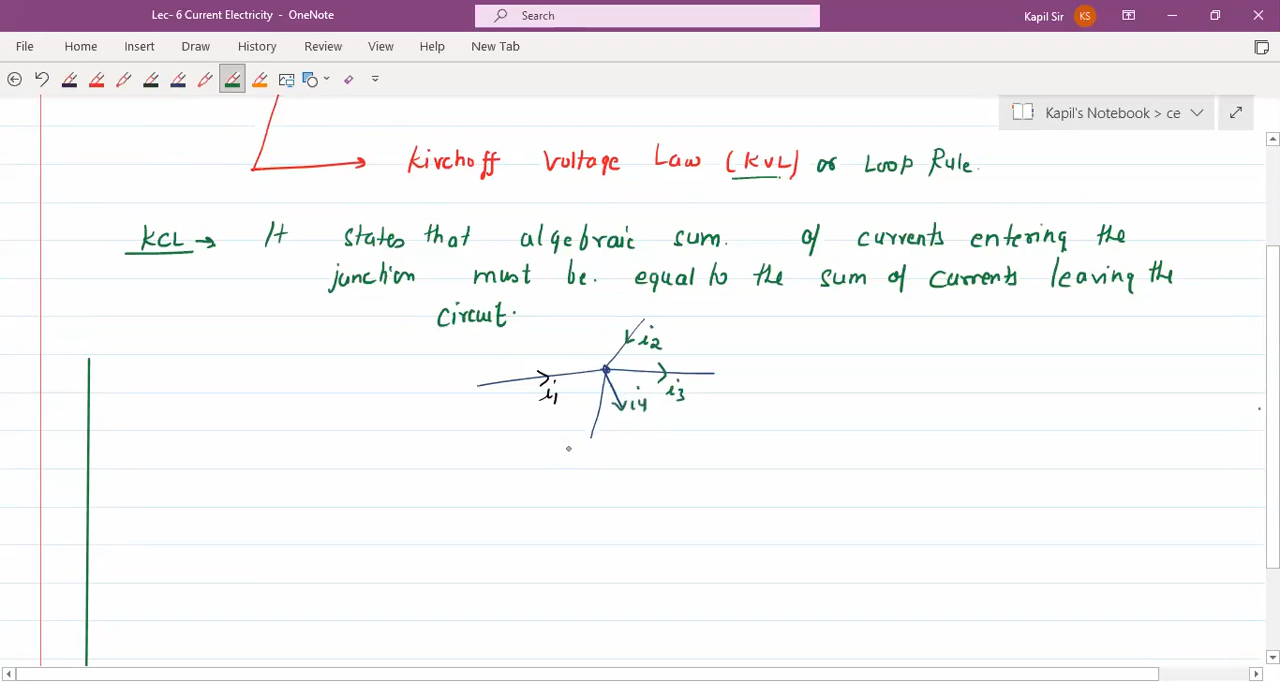 Lec- 6 Current Electricity - OneNote
Search
Kapil Sir KS
File Home Insert Draw History Review View Help New Tab
Kapil's Notebook > ce
Kirchoff Voltage Law (KVL) or Loop Rule.
KCL → It states that algebraic sum. of currents entering the
junction must be. equal to the sum of currents leaving the
circuit.
i2
i1
i3
i4